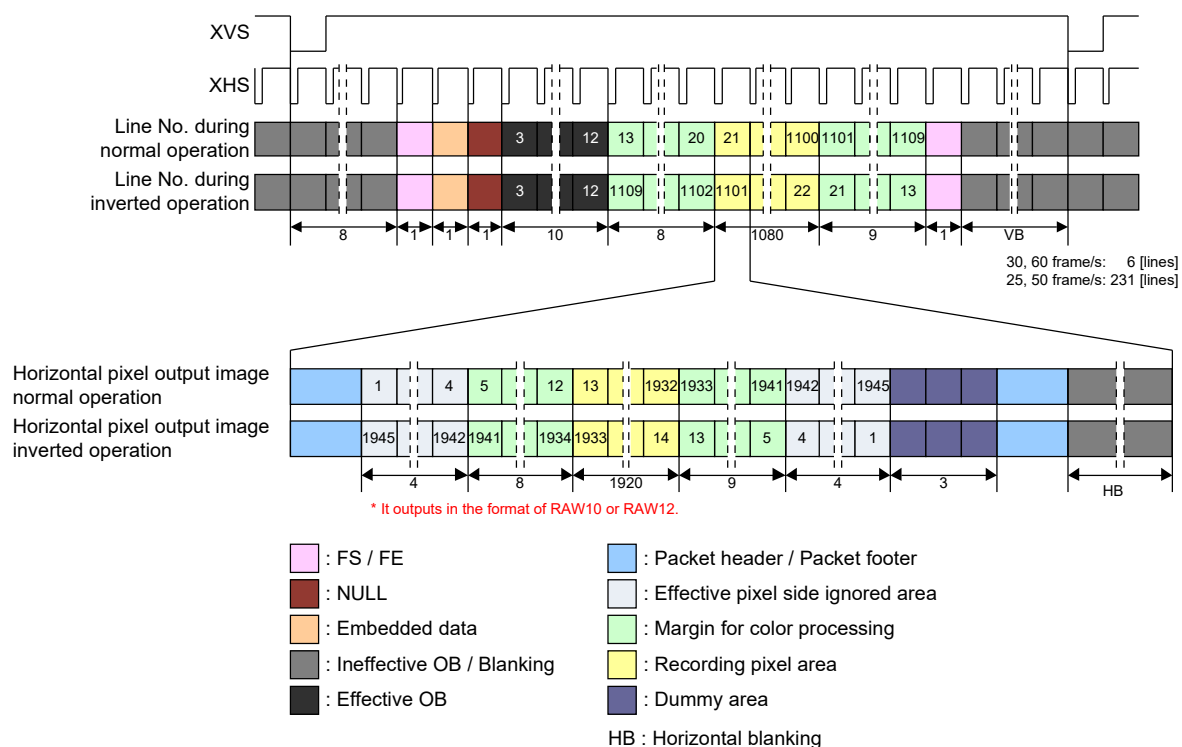 XVS
XHS
Line No. during
normal operation
3 12 13 20 21 1100 1101 1109
Line No. during
inverted operation
3 12 1109 1102 1101 22 21 13
8 1 1 1 10 8 1080 9 1 VB
30, 60 frame/s: 6 [lines]
25, 50 frame/s: 231 [lines]
Horizontal pixel output image
normal operation
1 4 5 12 13 1932 1933 1941 1942 1945
Horizontal pixel output image
inverted operation
1945 1942 1941 1934 1933 14 13 5 4 1
4 8 1920 9 4 3 HB
* It outputs in the format of RAW10 or RAW12.
: FS / FE
: NULL
: Embedded data
: Ineffective OB / Blanking
: Effective OB
: Packet header / Packet footer
: Effective pixel side ignored area
: Margin for color processing
: Recording pixel area
: Dummy area
HB : Horizontal blanking